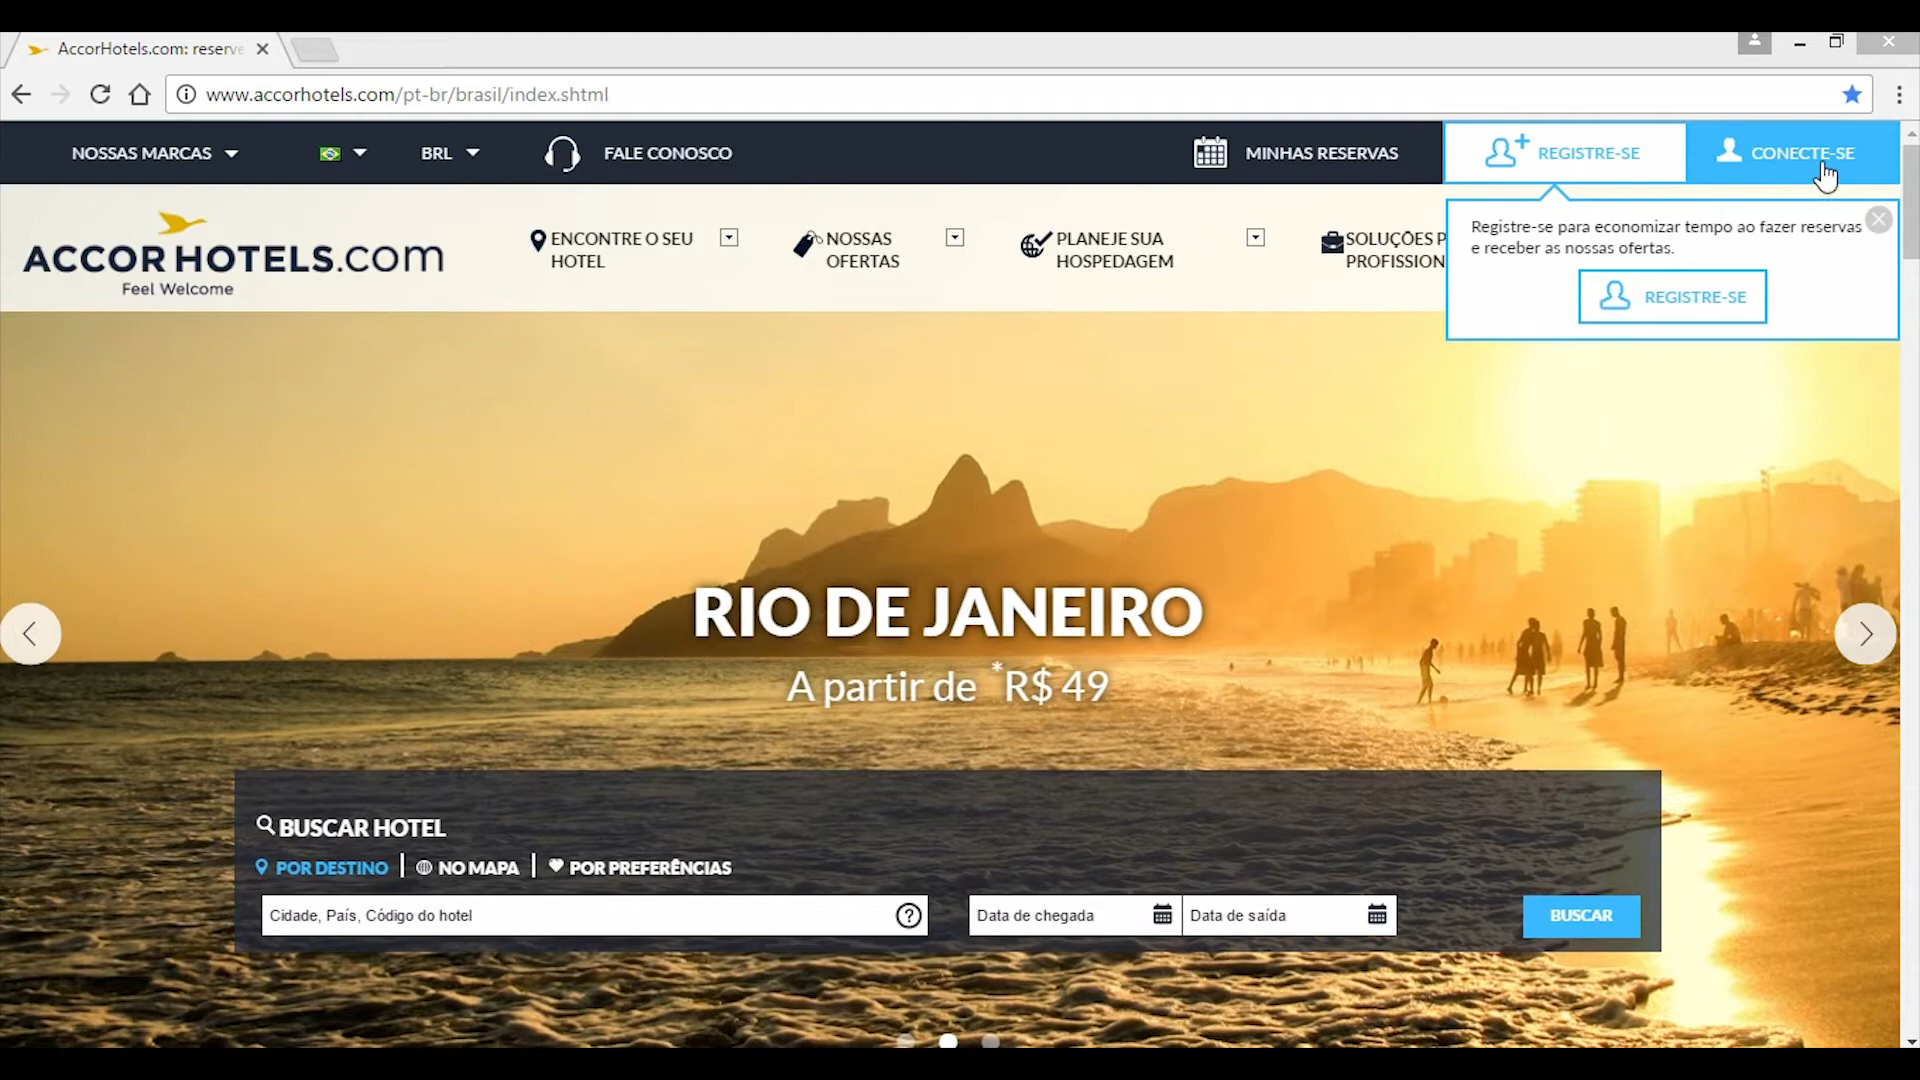 AccorHotels.com: reserve
www.accorhotels.com/pt-br/brasil/index.shtml
NOSSAS MARCAS
BRL
FALE CONOSCO
MINHAS RESERVAS
REGISTRE-SE
CONECTE-SE
ACCORHOTELS.com
Feel Welcome
ENCONTRE O SEU
HOTEL
NOSSAS
OFERTAS
PLANEJE SUA
HOSPEDAGEM
SOLUÇÕES P
PROFISSION
Registre-se para economizar tempo ao fazer reservas
e receber as nossas ofertas.
REGISTRE-SE
RIO DE JANEIRO
A partir de *R$ 49
BUSCAR HOTEL
POR DESTINO
NO MAPA
POR PREFERÊNCIAS
Cidade, País, Código do hotel
Data de chegada
Data de saída
BUSCAR